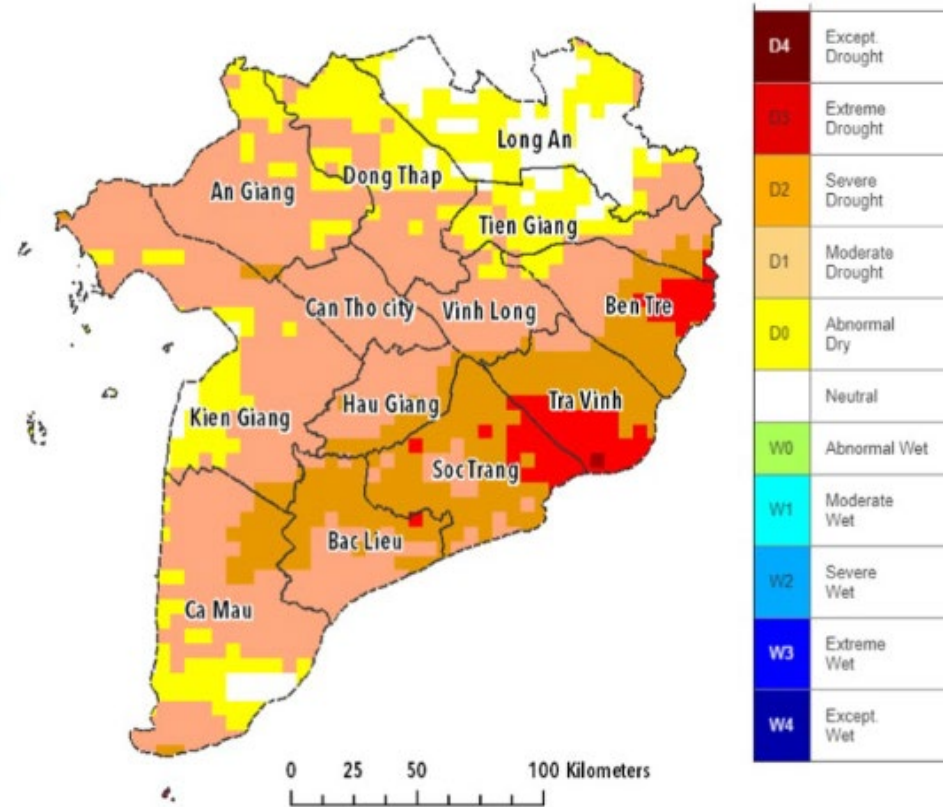 Long An
Dong Thap
An Giang
Tien Giang
Can Tho city
Vinh Long
Ben Tre
Hau Giang
Tra Vinh
Kien Giang
Soc Trang
Bac Lieu
Ca Mau
0 25 50 100 Kilometers
D4 Except.
Drought
D3 Extreme
Drought
D2 Severe
Drought
D1 Moderate
Drought
D0 Abnormal
Dry
Neutral
W0 Abnormal Wet
W1 Moderate
Wet
W2 Severe
Wet
W3 Extreme
Wet
W4 Except.
Wet